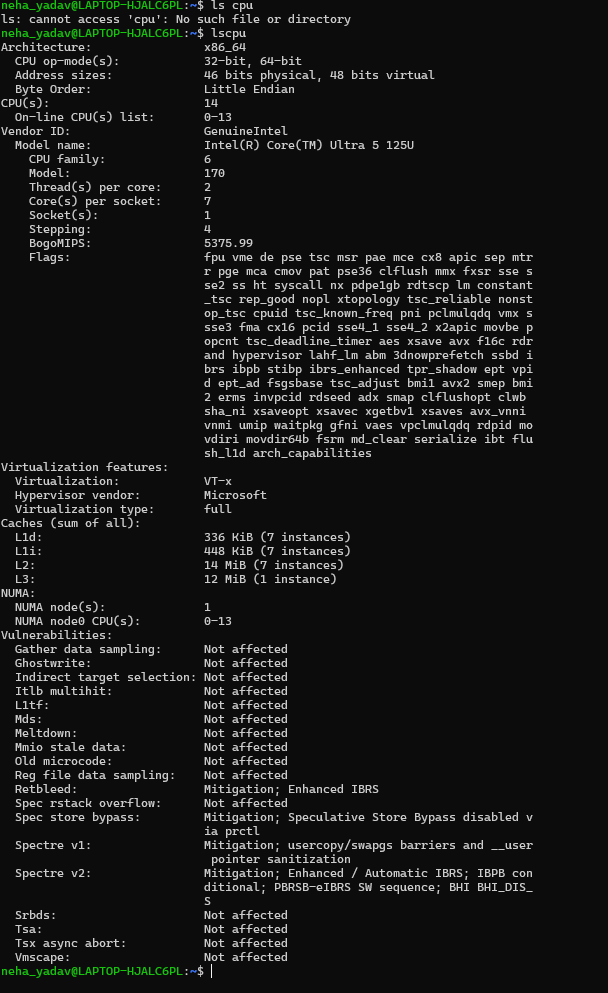 neha_yadav@LAPTOP-HJALC6PL:~$ ls cpu
ls: cannot access 'cpu': No such file or directory
neha_yadav@LAPTOP-HJALC6PL:~$ lscpu
Architecture: x86_64
CPU op-mode(s): 32-bit, 64-bit
Address sizes: 46 bits physical, 48 bits virtual
Byte Order: Little Endian
CPU(s): 14
On-line CPU(s) list: 0-13
Vendor ID: GenuineIntel
Model name: Intel(R) Core(TM) Ultra 5 125U
CPU family: 6
Model: 170
Thread(s) per core: 2
Core(s) per socket: 7
Socket(s): 1
Stepping: 4
BogoMIPS: 5375.99
Flags: fpu vme de pse tsc msr pae mce cx8 apic sep mtr
r pge mca cmov pat pse36 clflush mmx fxsr sse s
se2 ss ht syscall nx pdpe1gb rdtscp lm constant
_tsc rep_good nopl xtopology tsc_reliable nonst
op_tsc cpuid tsc_known_freq pni pclmulqdq vmx s
sse3 fma cx16 pcid sse4_1 sse4_2 x2apic movbe p
opcnt tsc_deadline_timer aes xsave avx f16c rdr
and hypervisor lahf_lm abm 3dnowprefetch ssbd i
brs ibpb stibp ibrs_enhanced tpr_shadow ept vpi
d ept_ad fsgsbase tsc_adjust bmi1 avx2 smep bmi
2 erms invpcid rdseed adx smap clflushopt clwb
sha_ni xsaveopt xsavec xgetbv1 xsaves avx_vnni
vnmi umip waitpkg gfni vaes vpclmulqdq rdpid mo
vdiri movdir64b fsrm md_clear serialize ibt flu
sh_l1d arch_capabilities
Virtualization features:
Virtualization: VT-x
Hypervisor vendor: Microsoft
Virtualization type: full
Caches (sum of all):
L1d: 336 KiB (7 instances)
L1i: 448 KiB (7 instances)
L2: 14 MiB (7 instances)
L3: 12 MiB (1 instance)
NUMA:
NUMA node(s): 1
NUMA node0 CPU(s): 0-13
Vulnerabilities:
Gather data sampling: Not affected
Ghostwrite: Not affected
Indirect target selection: Not affected
Itlb multihit: Not affected
L1tf: Not affected
Mds: Not affected
Meltdown: Not affected
Mmio stale data: Not affected
Old microcode: Not affected
Reg file data sampling: Not affected
Retbleed: Mitigation; Enhanced IBRS
Spec rstack overflow: Not affected
Spec store bypass: Mitigation; Speculative Store Bypass disabled v
ia prctl
Spectre v1: Mitigation; usercopy/swapgs barriers and __user
pointer sanitization
Spectre v2: Mitigation; Enhanced / Automatic IBRS; IBPB con
ditional; PBRSB-eIBRS SW sequence; BHI BHI_DIS_
S
Srbds: Not affected
Tsa: Not affected
Tsx async abort: Not affected
Vmscape: Not affected
neha_yadav@LAPTOP-HJALC6PL:~$